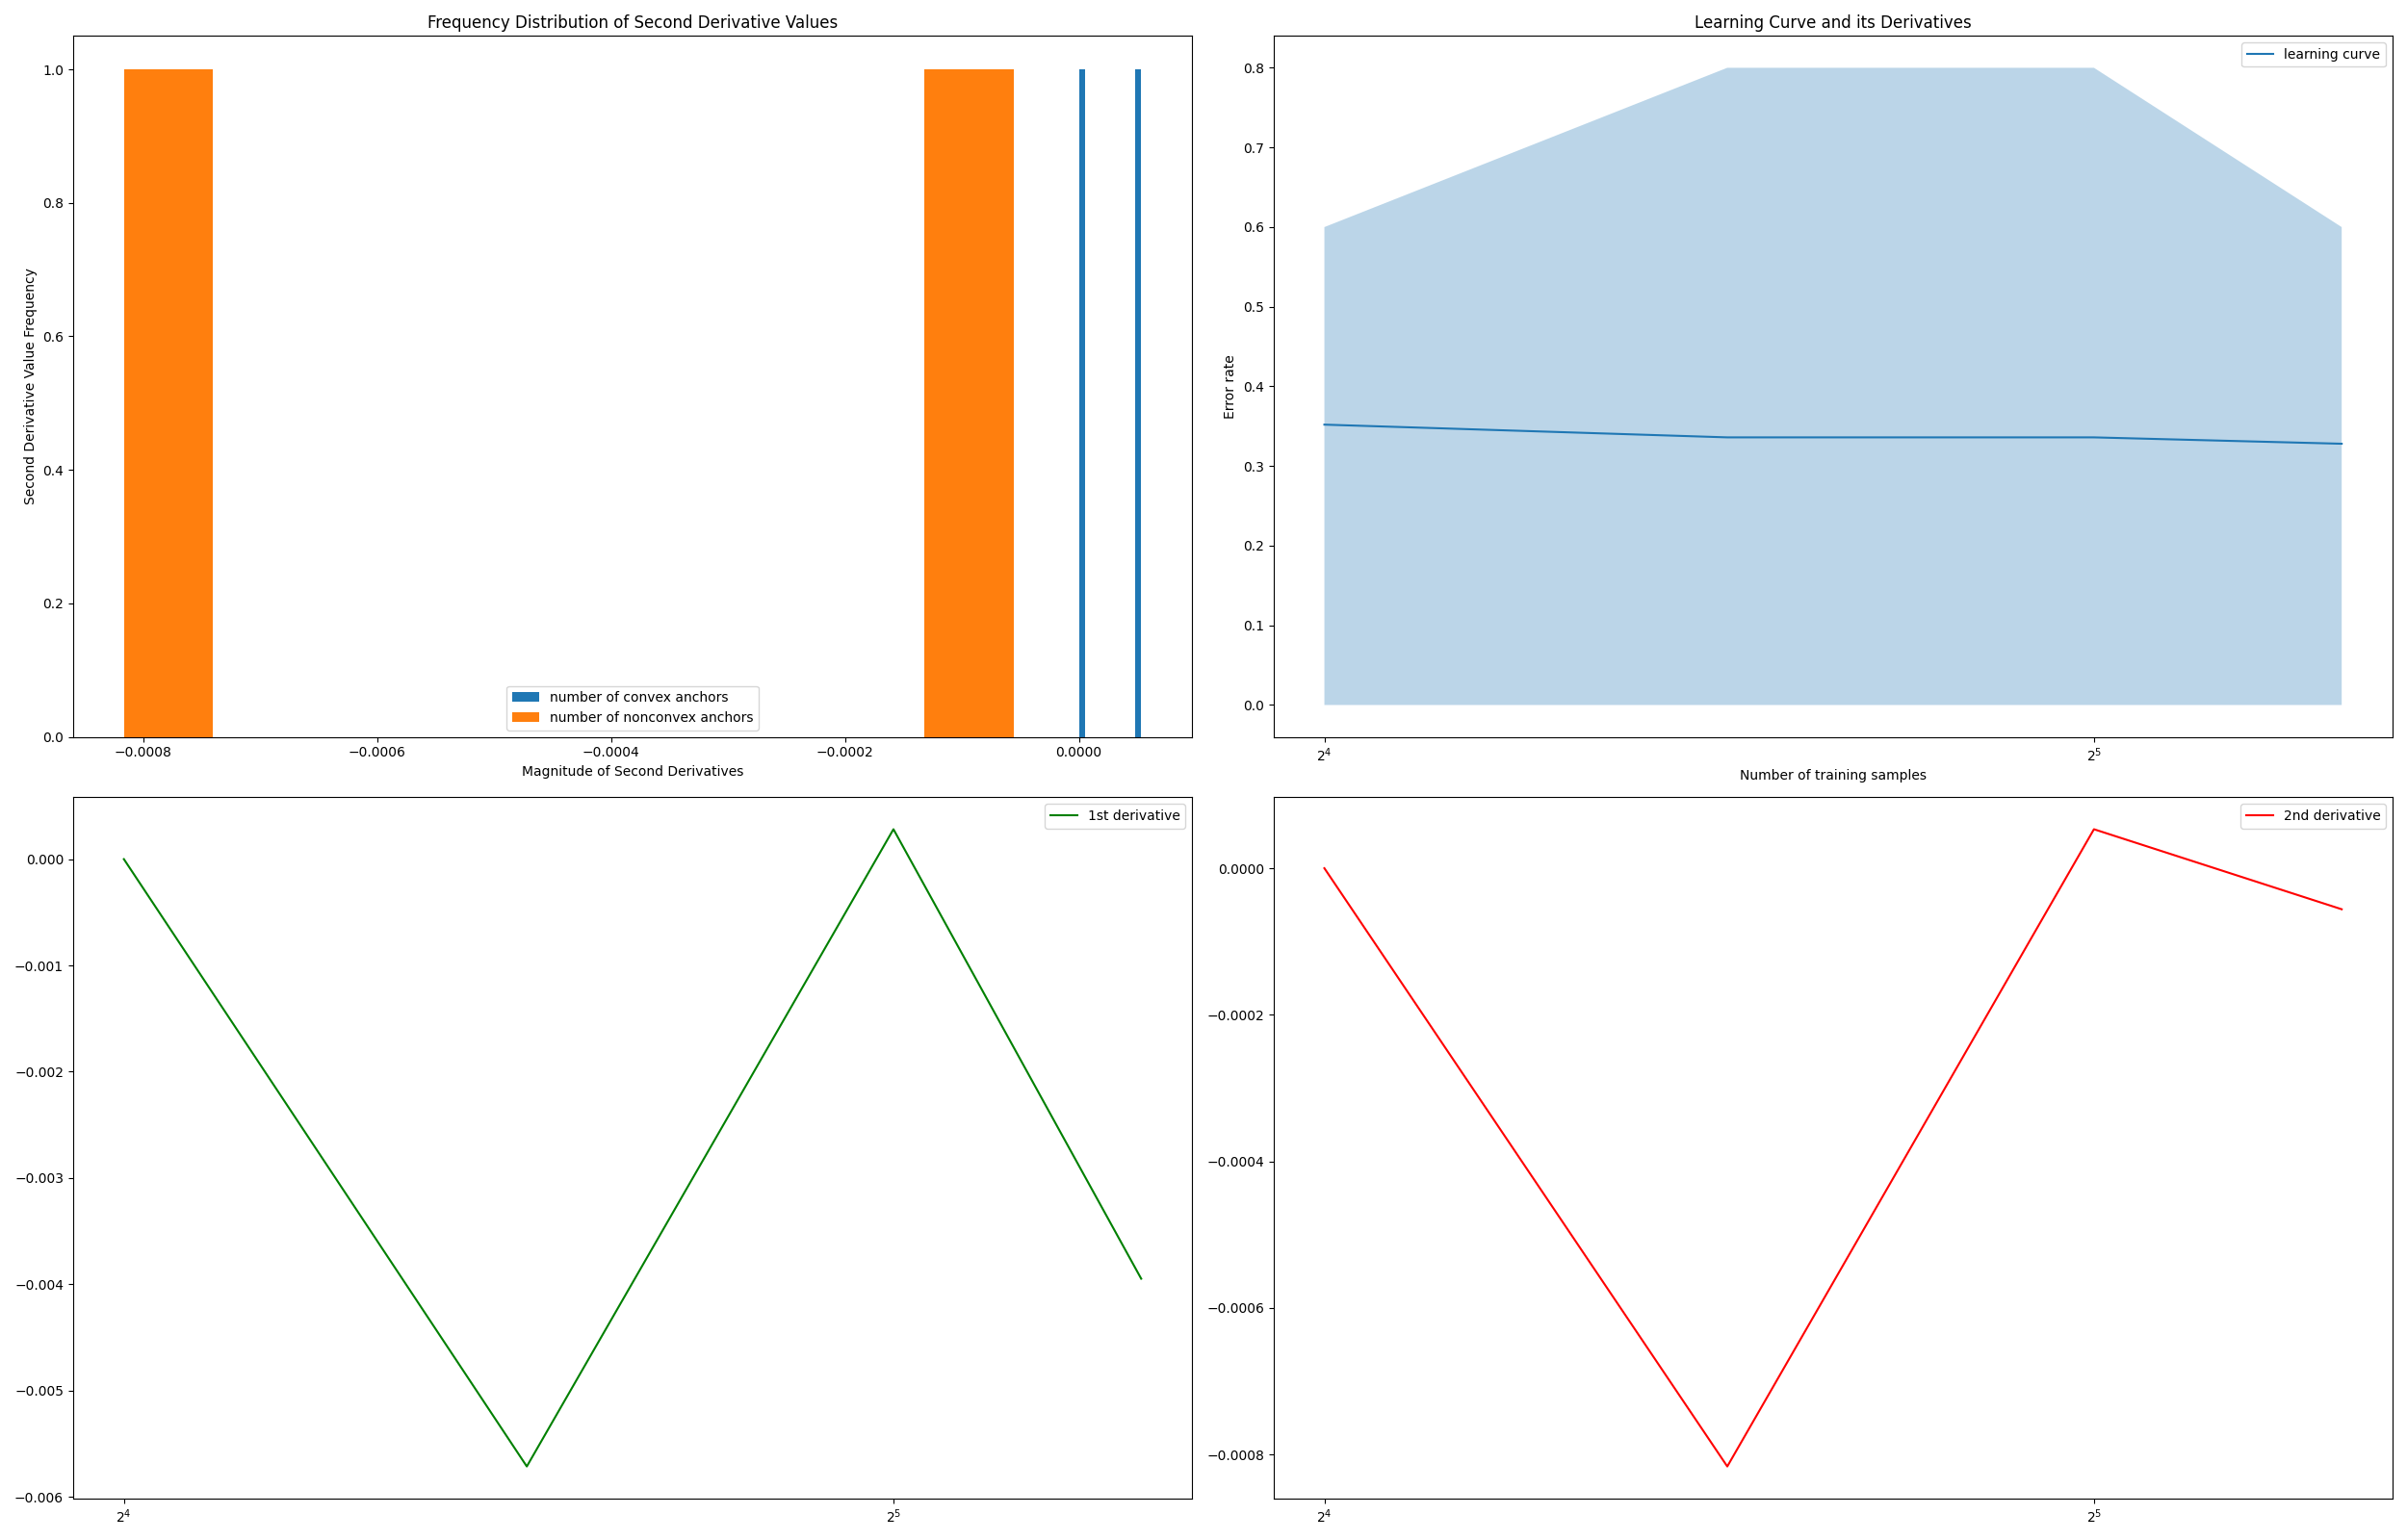 Frequency Distribution of Second Derivative Values
1.0
0.8
0.6
0.4
0.2
0.0
Second Derivative Value Frequency
number of convex anchors
number of nonconvex anchors
−0.0008 −0.0006 −0.0004 −0.0002 0.0000
Magnitude of Second Derivatives
Learning Curve and its Derivatives
learning curve
0.8
0.7
0.6
0.5
0.4
0.3
0.2
0.1
0.0
Error rate
2⁴ 2⁵
Number of training samples
1st derivative
0.000
−0.001
−0.002
−0.003
−0.004
−0.005
−0.006
2⁴ 2⁵
2nd derivative
0.0000
−0.0002
−0.0004
−0.0006
−0.0008
2⁴ 2⁵